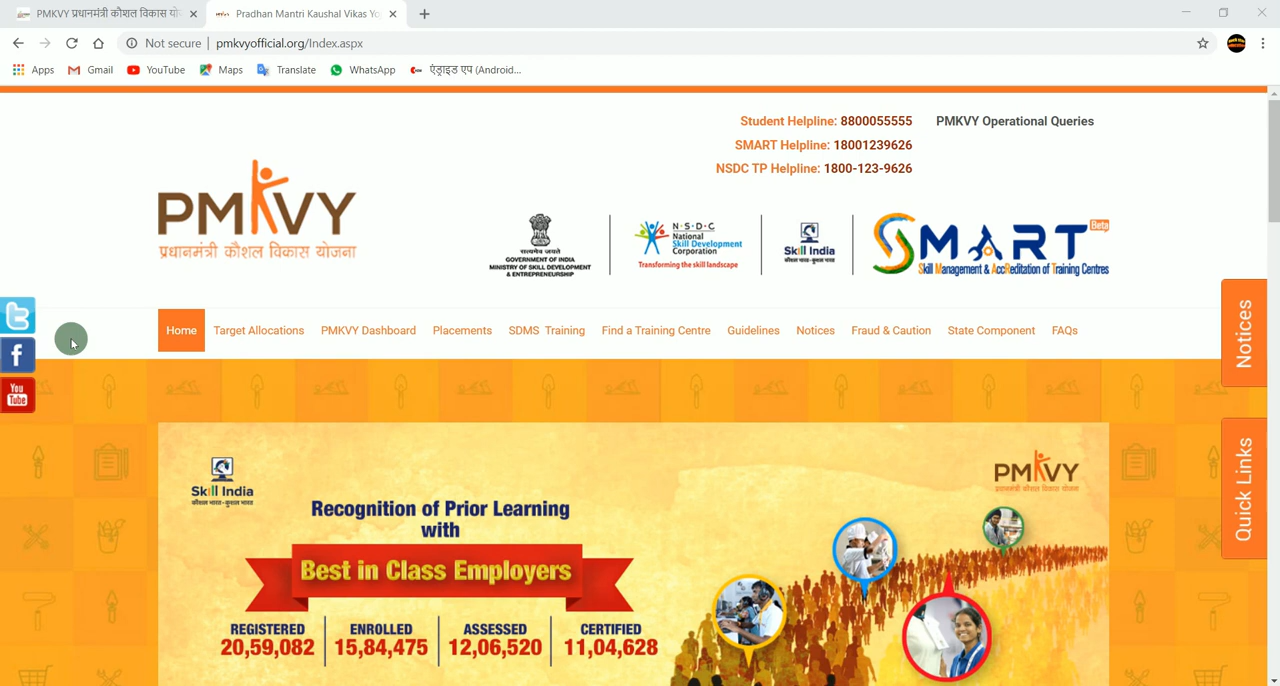 PMKVY प्रधानमंत्री कौशल विकास यो
Pradhan Mantri Kaushal Vikas Yo
Not secure
pmkvyofficial.org/Index.aspx
Apps
Gmail
YouTube
Maps
Translate
WhatsApp
एंड्राइड एप (Android...
Student Helpline: 8800055555
PMKVY Operational Queries
SMART Helpline: 18001239626
NSDC TP Helpline: 1800-123-9626
PMKVY
प्रधानमंत्री कौशल विकास योजना
सत्यमेव जयते
GOVERNMENT OF INDIA
MINISTRY OF SKILL DEVELOPMENT
& ENTREPRENEURSHIP
N·S·D·C
National
Skill Development
Corporation
Transforming the skill landscape
Skill India
कौशल भारत-कुशल भारत
SMART
Beta
Skill Management & AccReditation of Training Centres
Home
Target Allocations
PMKVY Dashboard
Placements
SDMS Training
Find a Training Centre
Guidelines
Notices
Fraud & Caution
State Component
FAQs
You
Tube
Notices
Quick Links
Skill India
कौशल भारत-कुशल भारत
PMKVY
प्रधानमंत्री कौशल विकास योजना
Recognition of Prior Learning
with
Best in Class Employers
REGISTERED
20,59,082
ENROLLED
15,84,475
ASSESSED
12,06,520
CERTIFIED
11,04,628